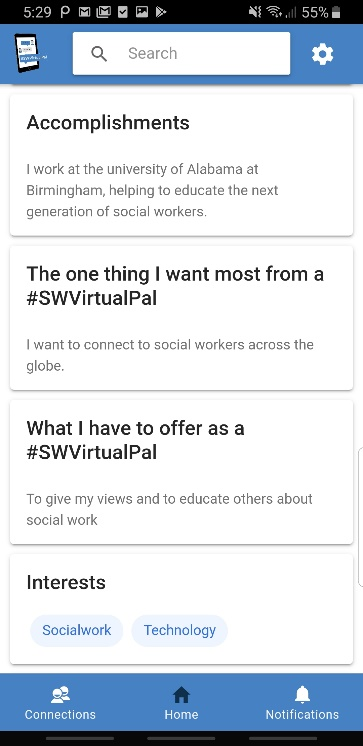 5:29
55%
Search
Accomplishments
I work at the university of Alabama at
Birmingham, helping to educate the next
generation of social workers.
The one thing I want most from a
#SWVirtualPal
I want to connect to social workers across the
globe.
What I have to offer as a
#SWVirtualPal
To give my views and to educate others about
social work
Interests
Socialwork
Technology
Connections
Home
Notifications